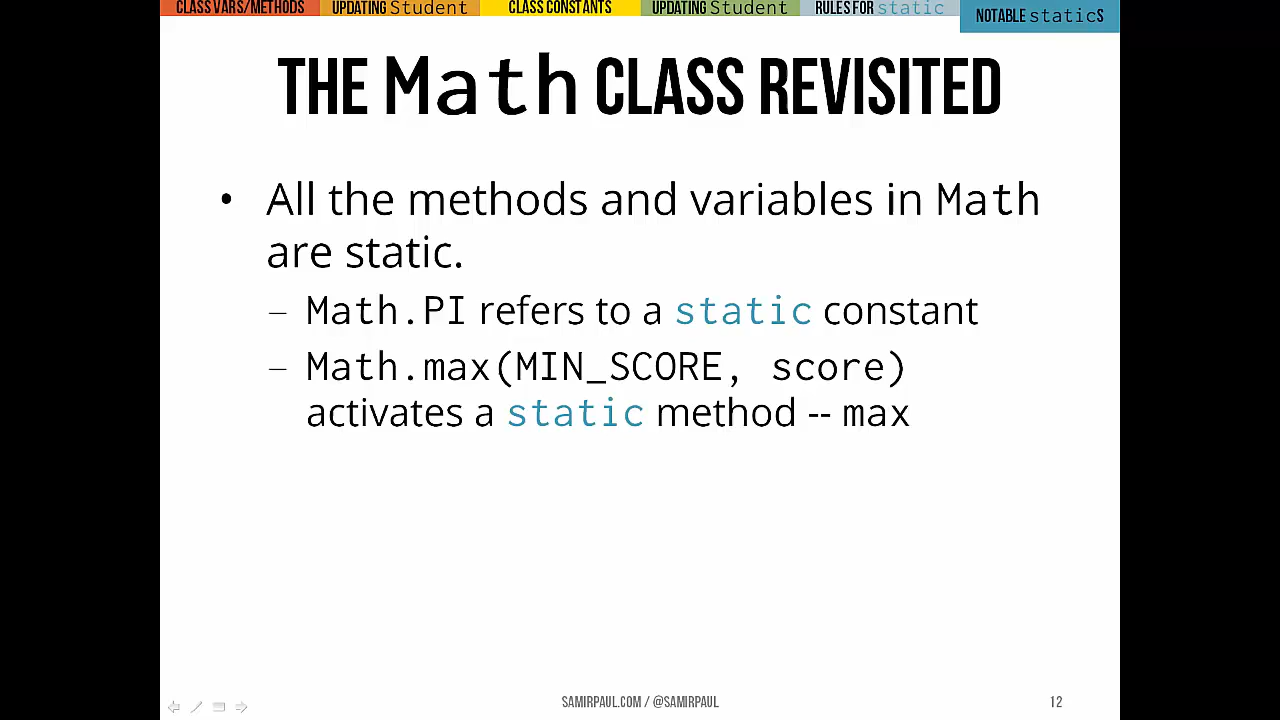 CLASS VARS/METHODS UPDATING Student CLASS CONSTANTS UPDATING Student RULES FOR static NOTABLE staticS
THE Math CLASS REVISITED
• All the methods and variables in Math
are static.
– Math.PI refers to a static constant
– Math.max(MIN_SCORE, score)
activates a static method -- max
SAMIRPAUL.COM / @SAMIRPAUL 12